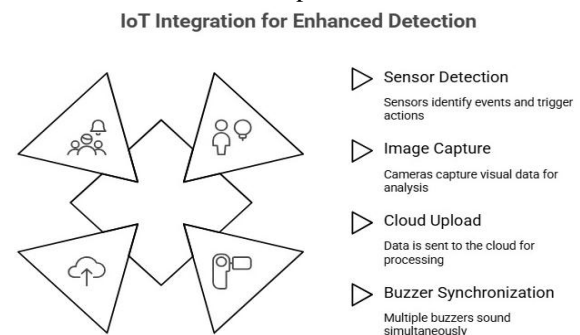 IoT Integration for Enhanced Detection
Sensor Detection
Sensors identify events and trigger
actions
Image Capture
Cameras capture visual data for
analysis
Cloud Upload
Data is sent to the cloud for
processing
Buzzer Synchronization
Multiple buzzers sound
simultaneously